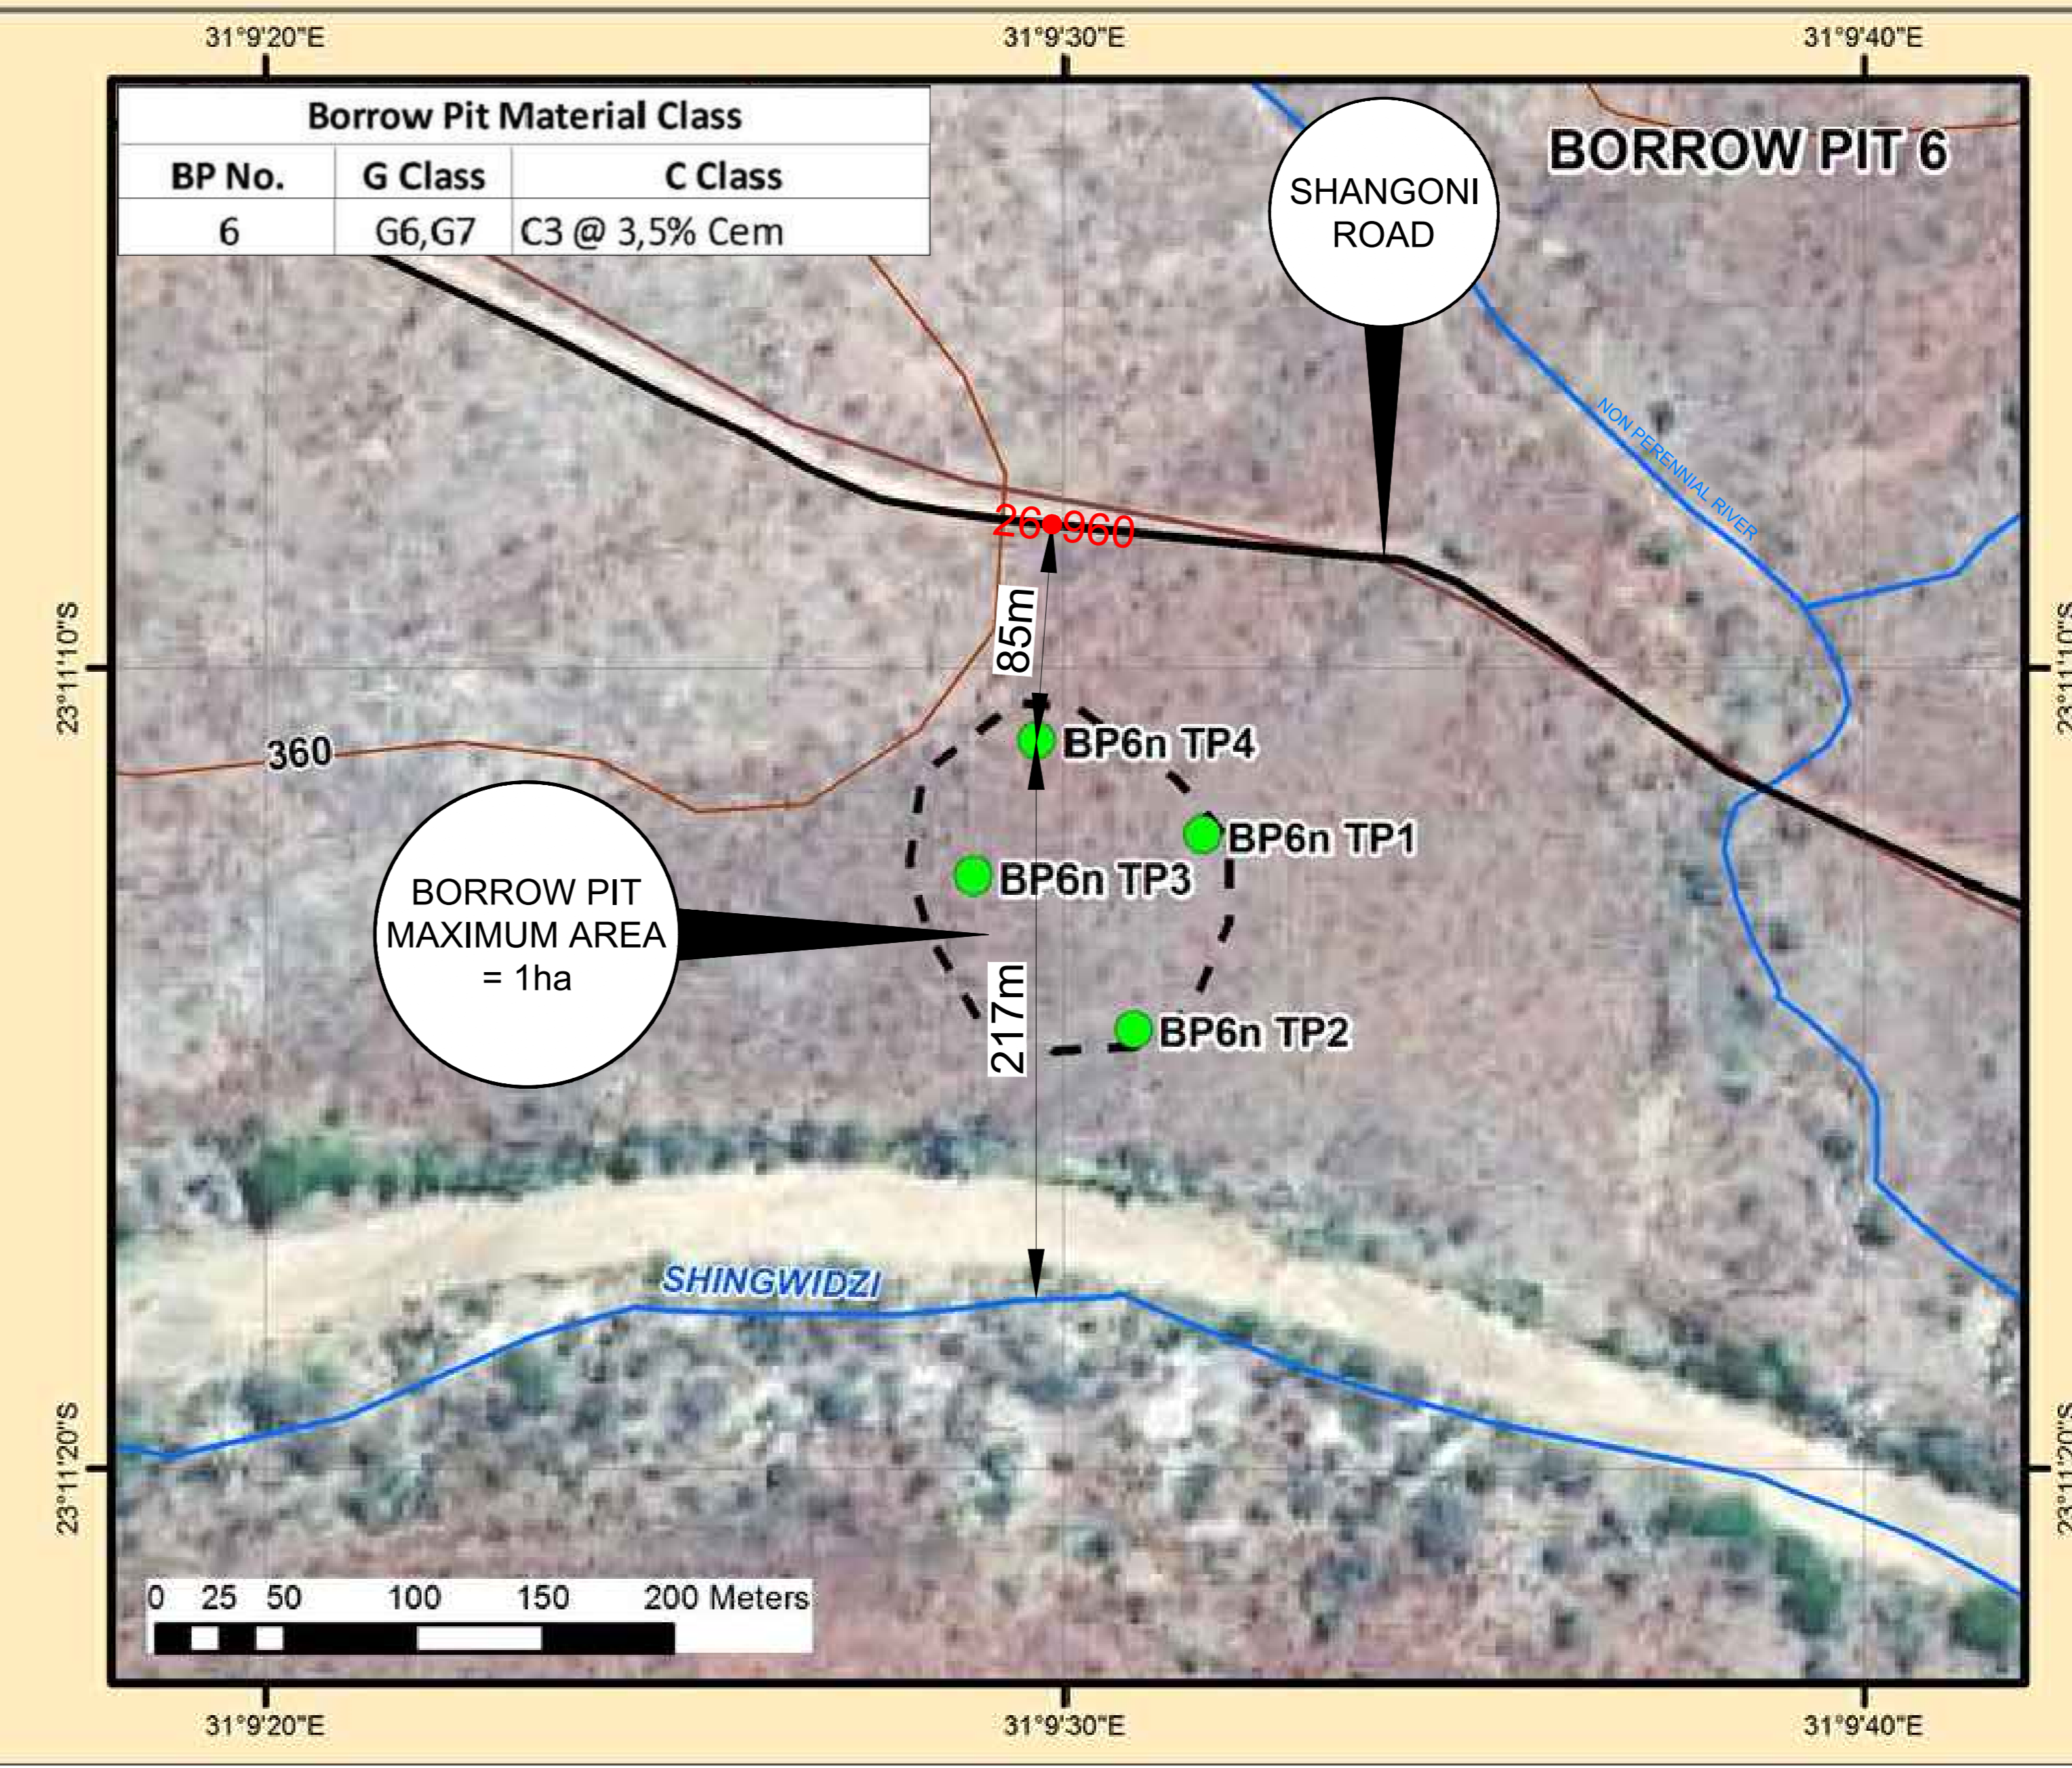 31°9'20"E 31°9'30"E 31°9'40"E
Borrow Pit Material Class
BP No. G Class C Class
6 G6,G7 C3 @ 3,5% Cem
BORROW PIT 6
SHANGONI
ROAD
NON PERENNIAL RIVER
26 960
85m
23°11'10"S
23°11'10"S
360
BP6n TP4
BP6n TP1
BP6n TP3
BORROW PIT
MAXIMUM AREA
= 1ha
217m
BP6n TP2
SHINGWIDZI
23°11'20"S
23°11'20"S
0 25 50 100 150 200 Meters
31°9'20"E 31°9'30"E 31°9'40"E